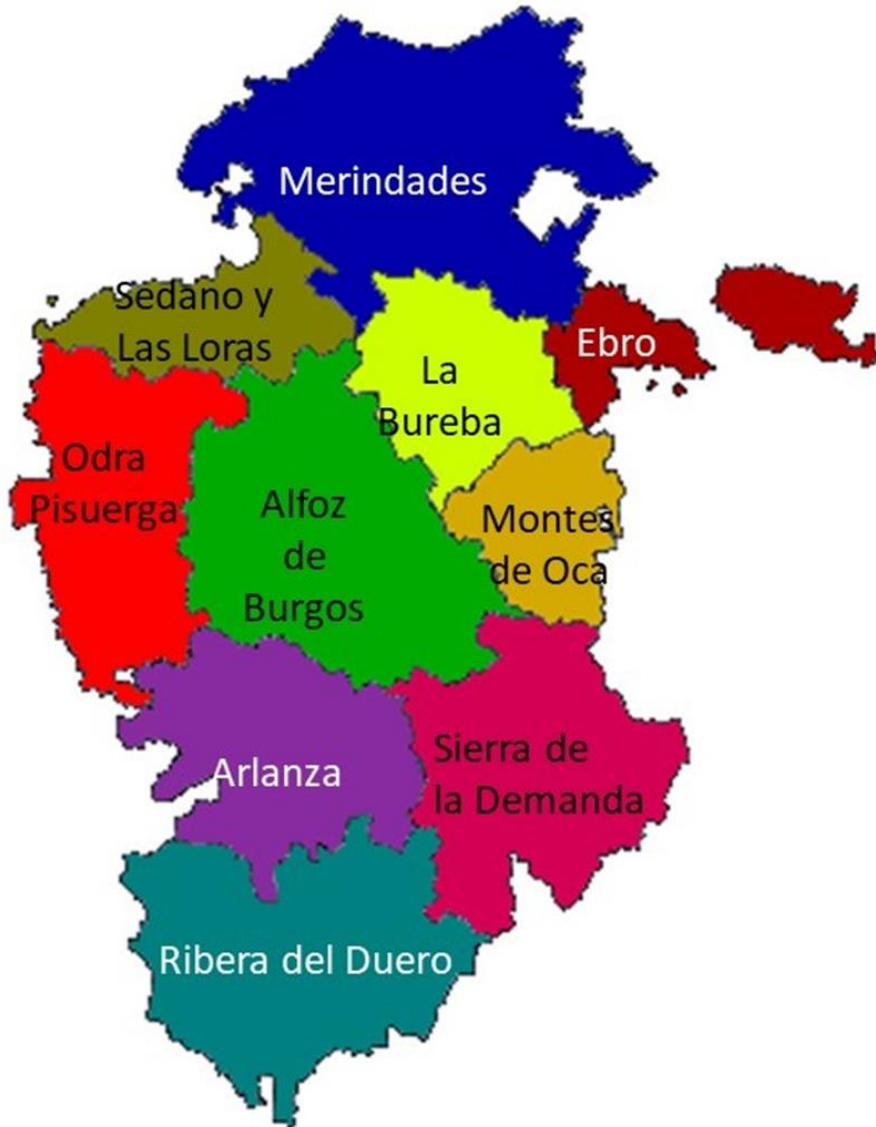 Merindades
Sedano y
Las Loras
Ebro
La
Bureba
Odra
Pisuerga
Alfoz
de
Burgos
Montes
de Oca
Arlanza
Sierra de
la Demanda
Ribera del Duero